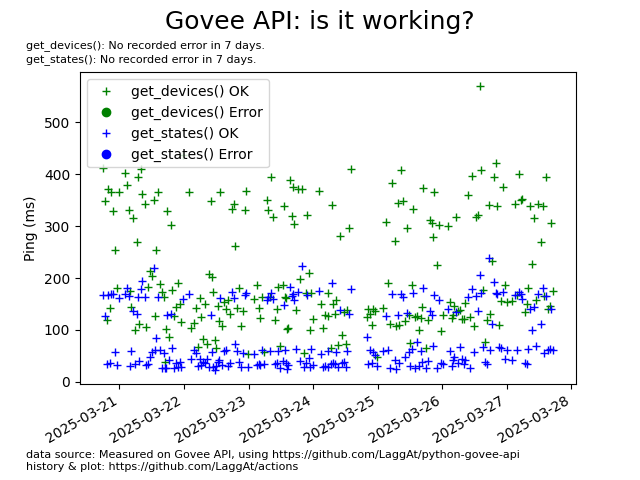 Govee API: is it working?
get_devices(): No recorded error in 7 days.
get_states(): No recorded error in 7 days.
get_devices() OK
get_devices() Error
get_states() OK
get_states() Error
Ping (ms)
500
400
300
200
100
0
2025-03-21
2025-03-22
2025-03-23
2025-03-24
2025-03-25
2025-03-26
2025-03-27
2025-03-28
data source: Measured on Govee API, using https://github.com/LaggAt/python-govee-api
history & plot: https://github.com/LaggAt/actions